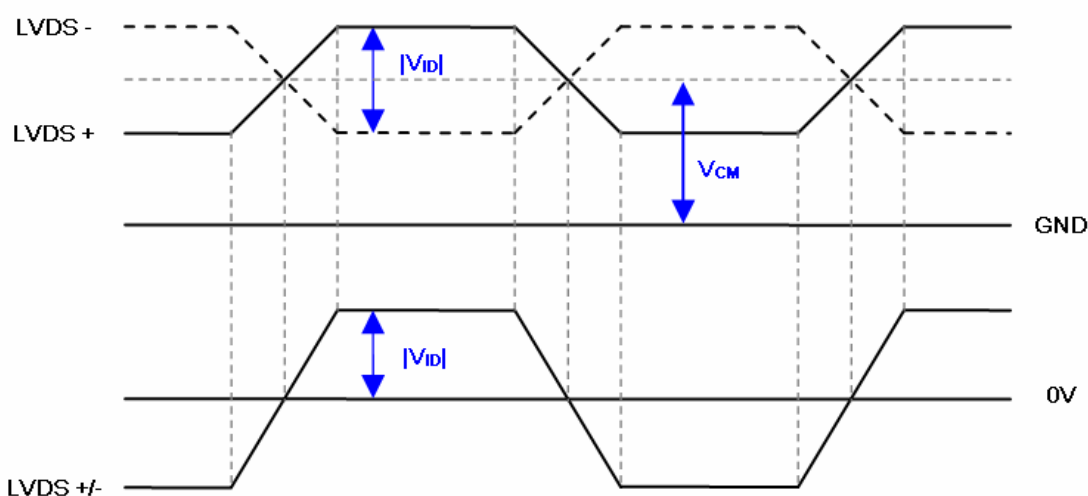 LVDS -
|VID|
LVDS +
VCM
GND
|VID|
0V
LVDS +/-